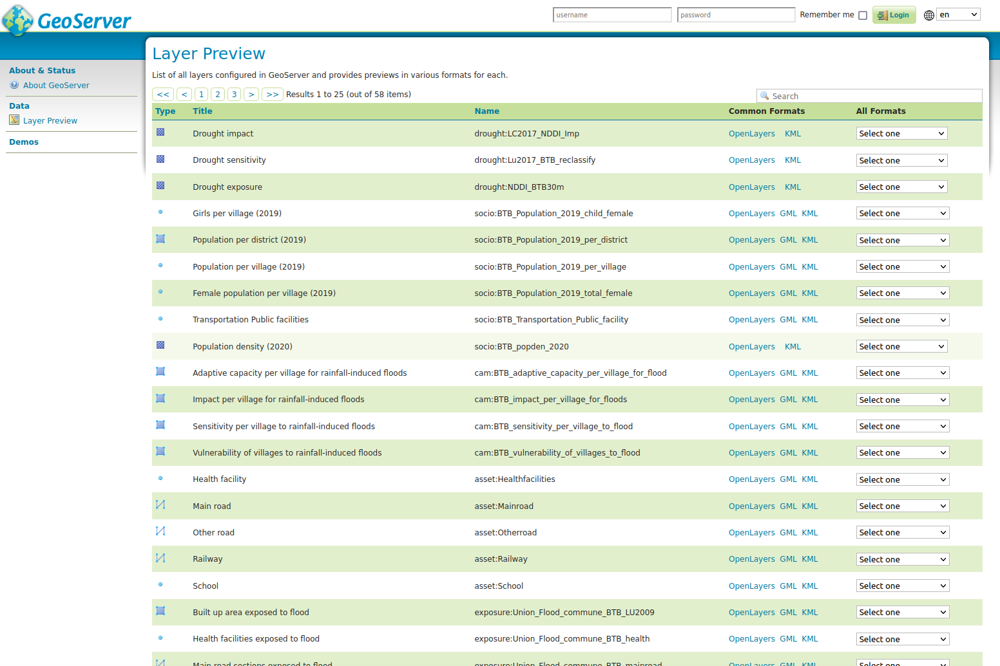 GeoServer
username password Remember me Login en
About & Status
About GeoServer
Data
Layer Preview
Demos
Layer Preview
List of all layers configured in GeoServer and provides previews in various formats for each.
<< < 1 2 3 > >> Results 1 to 25 (out of 58 items) Search
Type Title Name Common Formats All Formats
Drought impact drought:LC2017_NDDI_Imp OpenLayers KML Select one
Drought sensitivity drought:Lu2017_BTB_reclassify OpenLayers KML Select one
Drought exposure drought:NDDI_BTB30m OpenLayers KML Select one
Girls per village (2019) socio:BTB_Population_2019_child_female OpenLayers GML KML Select one
Population per district (2019) socio:BTB_Population_2019_per_district OpenLayers GML KML Select one
Population per village (2019) socio:BTB_Population_2019_per_village OpenLayers GML KML Select one
Female population per village (2019) socio:BTB_Population_2019_total_female OpenLayers GML KML Select one
Transportation Public facilities socio:BTB_Transportation_Public_facility OpenLayers GML KML Select one
Population density (2020) socio:BTB_popden_2020 OpenLayers KML Select one
Adaptive capacity per village for rainfall-induced floods cam:BTB_adaptive_capacity_per_village_for_flood OpenLayers GML KML Select one
Impact per village for rainfall-induced floods cam:BTB_impact_per_village_for_floods OpenLayers GML KML Select one
Sensitivity per village to rainfall-induced floods cam:BTB_sensitivity_per_village_to_flood OpenLayers GML KML Select one
Vulnerability of villages to rainfall-induced floods cam:BTB_vulnerability_of_villages_to_flood OpenLayers GML KML Select one
Health facility asset:Healthfacilities OpenLayers GML KML Select one
Main road asset:Mainroad OpenLayers GML KML Select one
Other road asset:Otherroad OpenLayers GML KML Select one
Railway asset:Railway OpenLayers GML KML Select one
School asset:School OpenLayers GML KML Select one
Built up area exposed to flood exposure:Union_Flood_commune_BTB_LU2009 OpenLayers GML KML Select one
Health facilities exposed to flood exposure:Union_Flood_commune_BTB_health OpenLayers GML KML Select one
Main road sections exposed to flood exposure:Union_Flood_commune_BTB_mainroad OpenLayers GML KML Select one